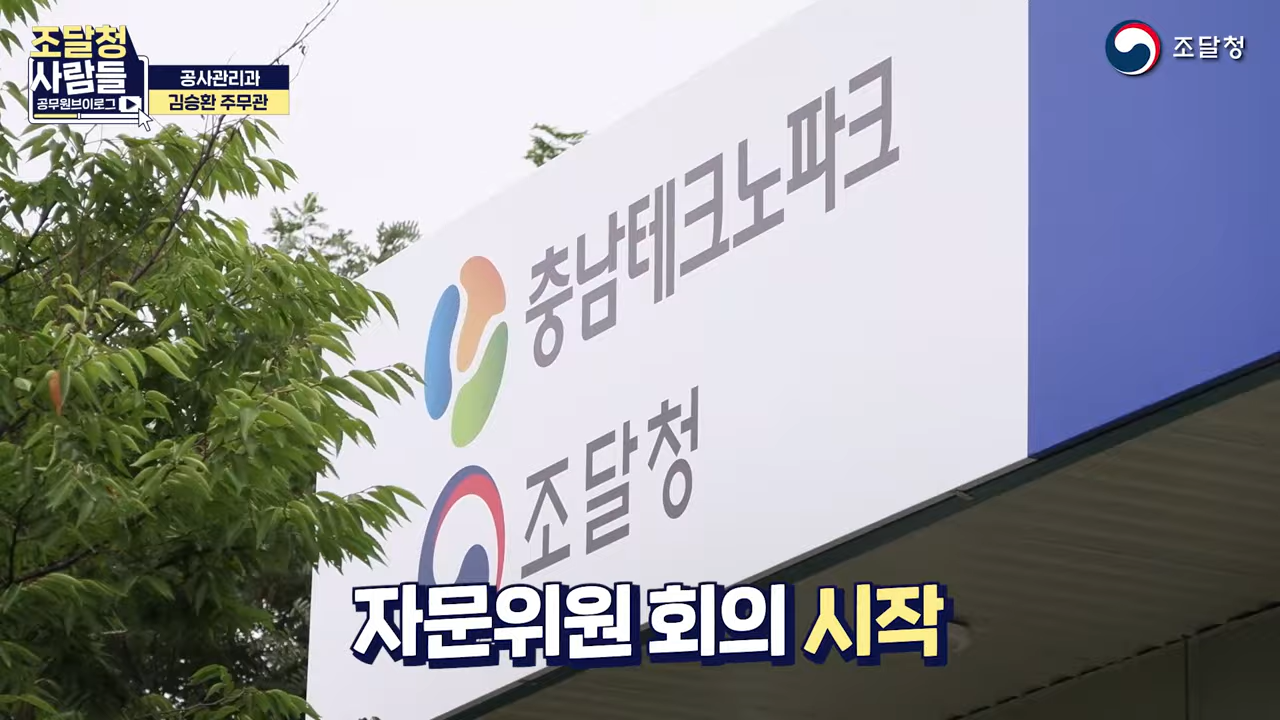 조달청
사람들
공무원브이로그
공사관리과
김승환 주무관
조달청
충남테크노파크
조달청
자문위원 회의 시작